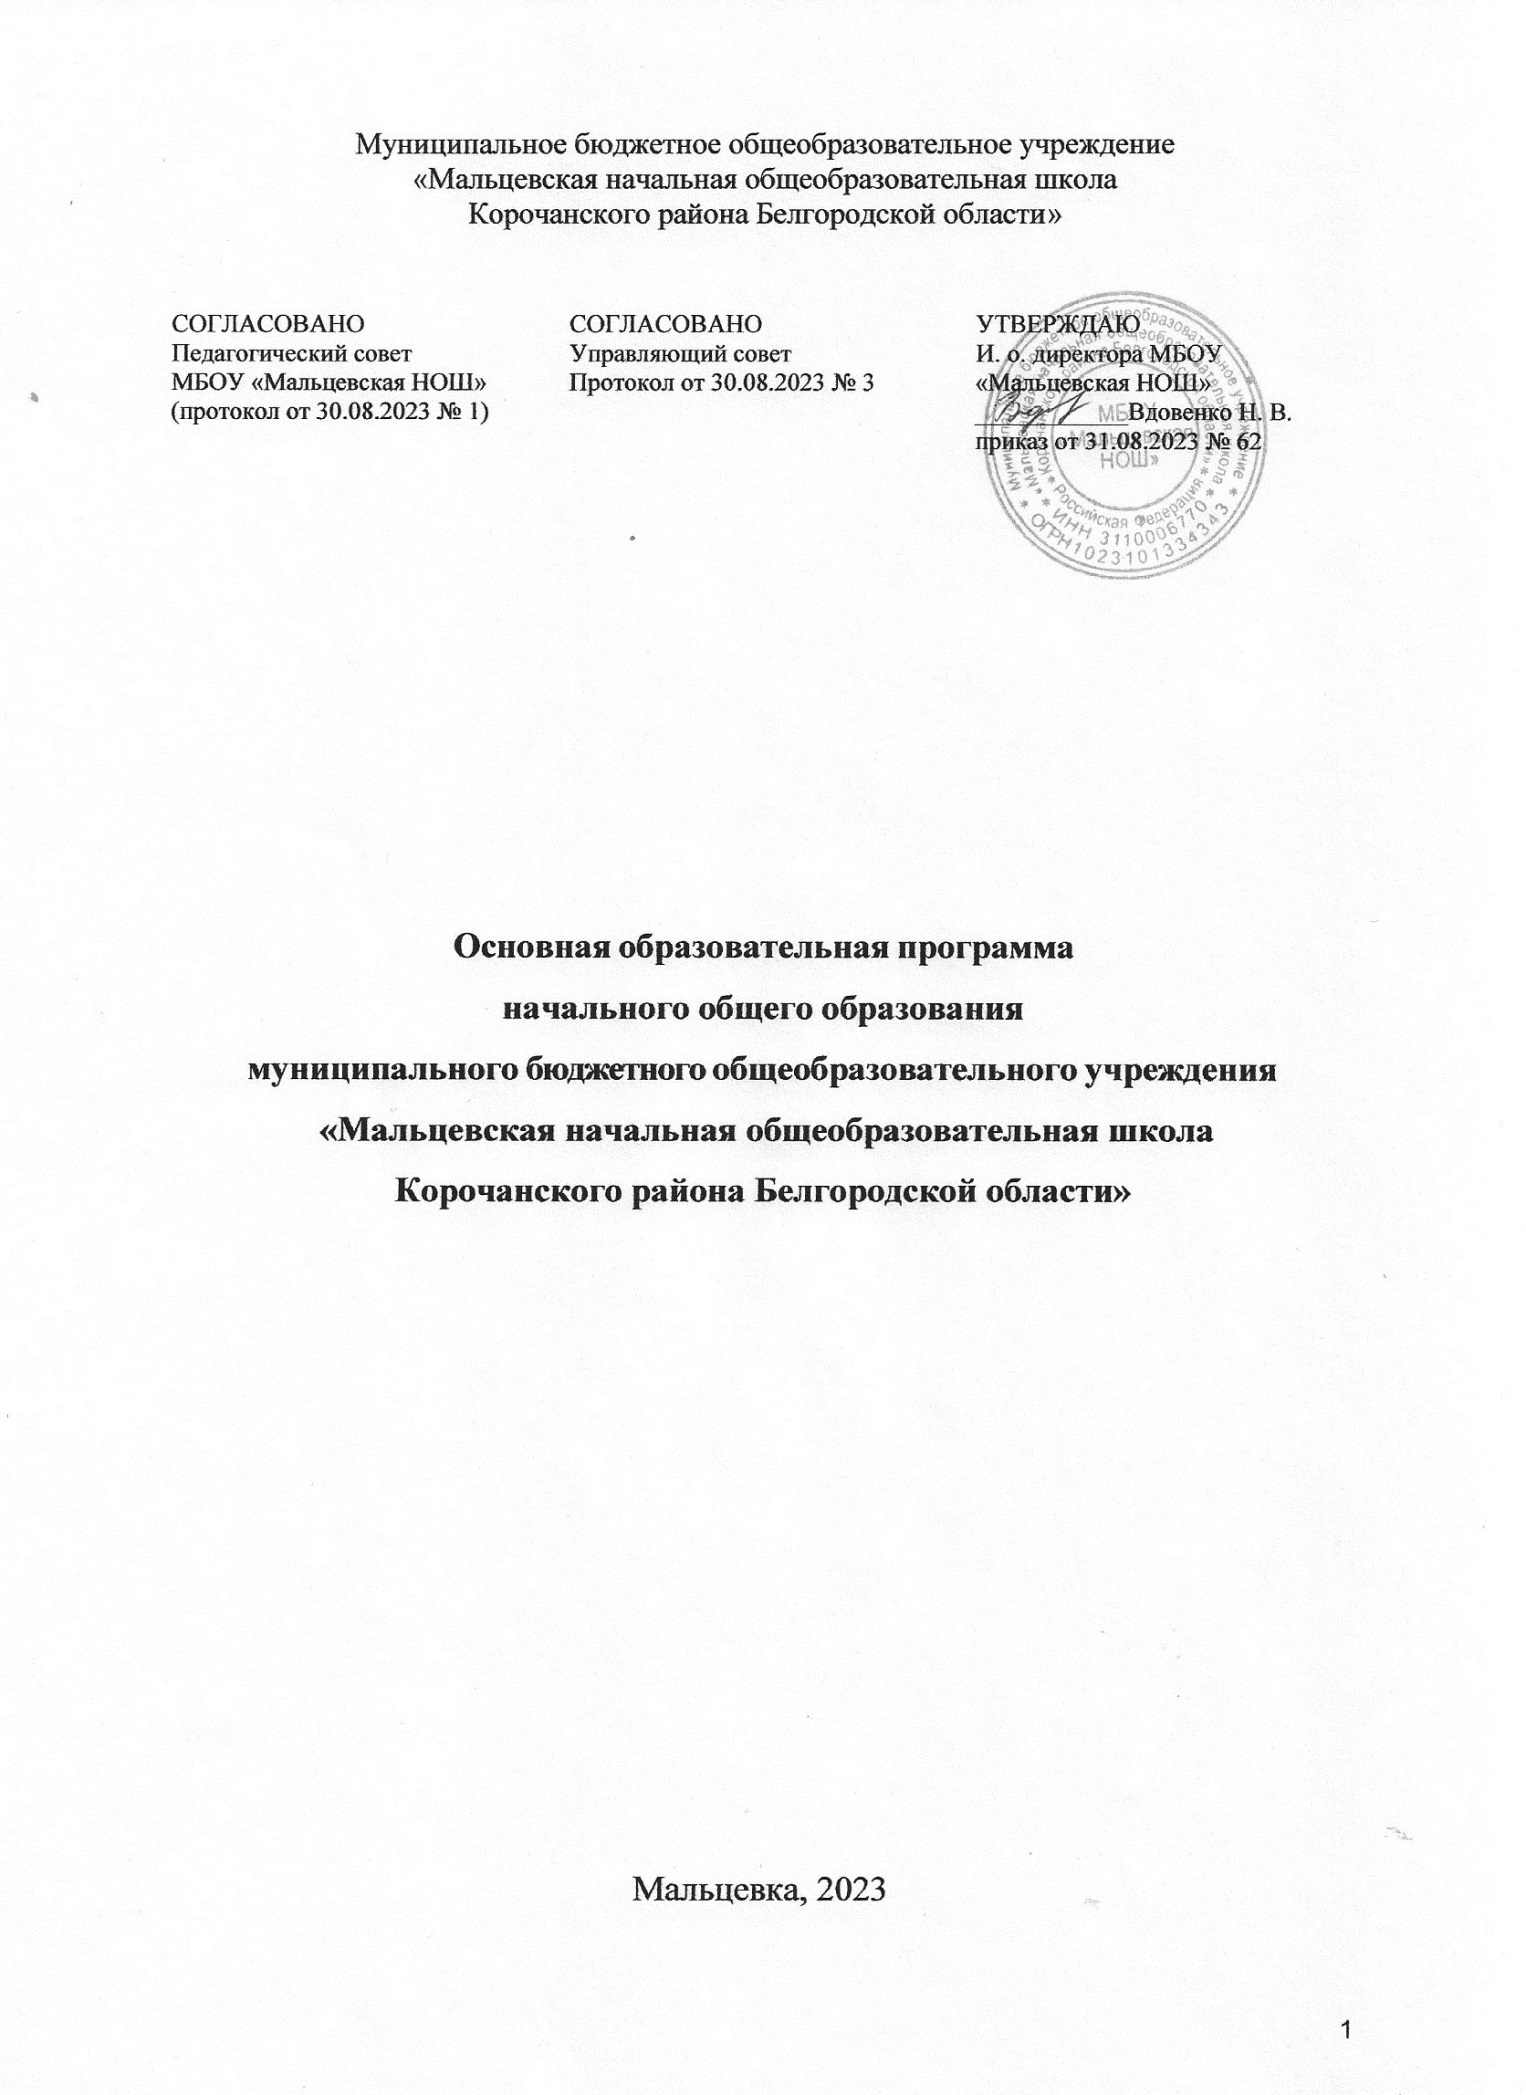 Муниципальное бюджетное общеобразовательное учреждение
«Мальцевская начальная общеобразовательная школа
Корочанского района Белгородской области»
СОГЛАСОВАНО
Педагогический совет
МБОУ «Мальцевская НОШ»
(протокол от 30.08.2023 № 1)
СОГЛАСОВАНО
Управляющий совет
Протокол от 30.08.2023 № 3
УТВЕРЖДАЮ
И. о. директора МБОУ
«Мальцевская НОШ»
Вдовенко Н. В.
приказ от 31.08.2023 № 62
НОШ»
Российская Федерация
ИНН 3110006770
ОГРН 1023101334343
Основная образовательная программа
начального общего образования
муниципального бюджетного общеобразовательного учреждения
«Мальцевская начальная общеобразовательная школа
Корочанского района Белгородской области»
Мальцевка, 2023
1